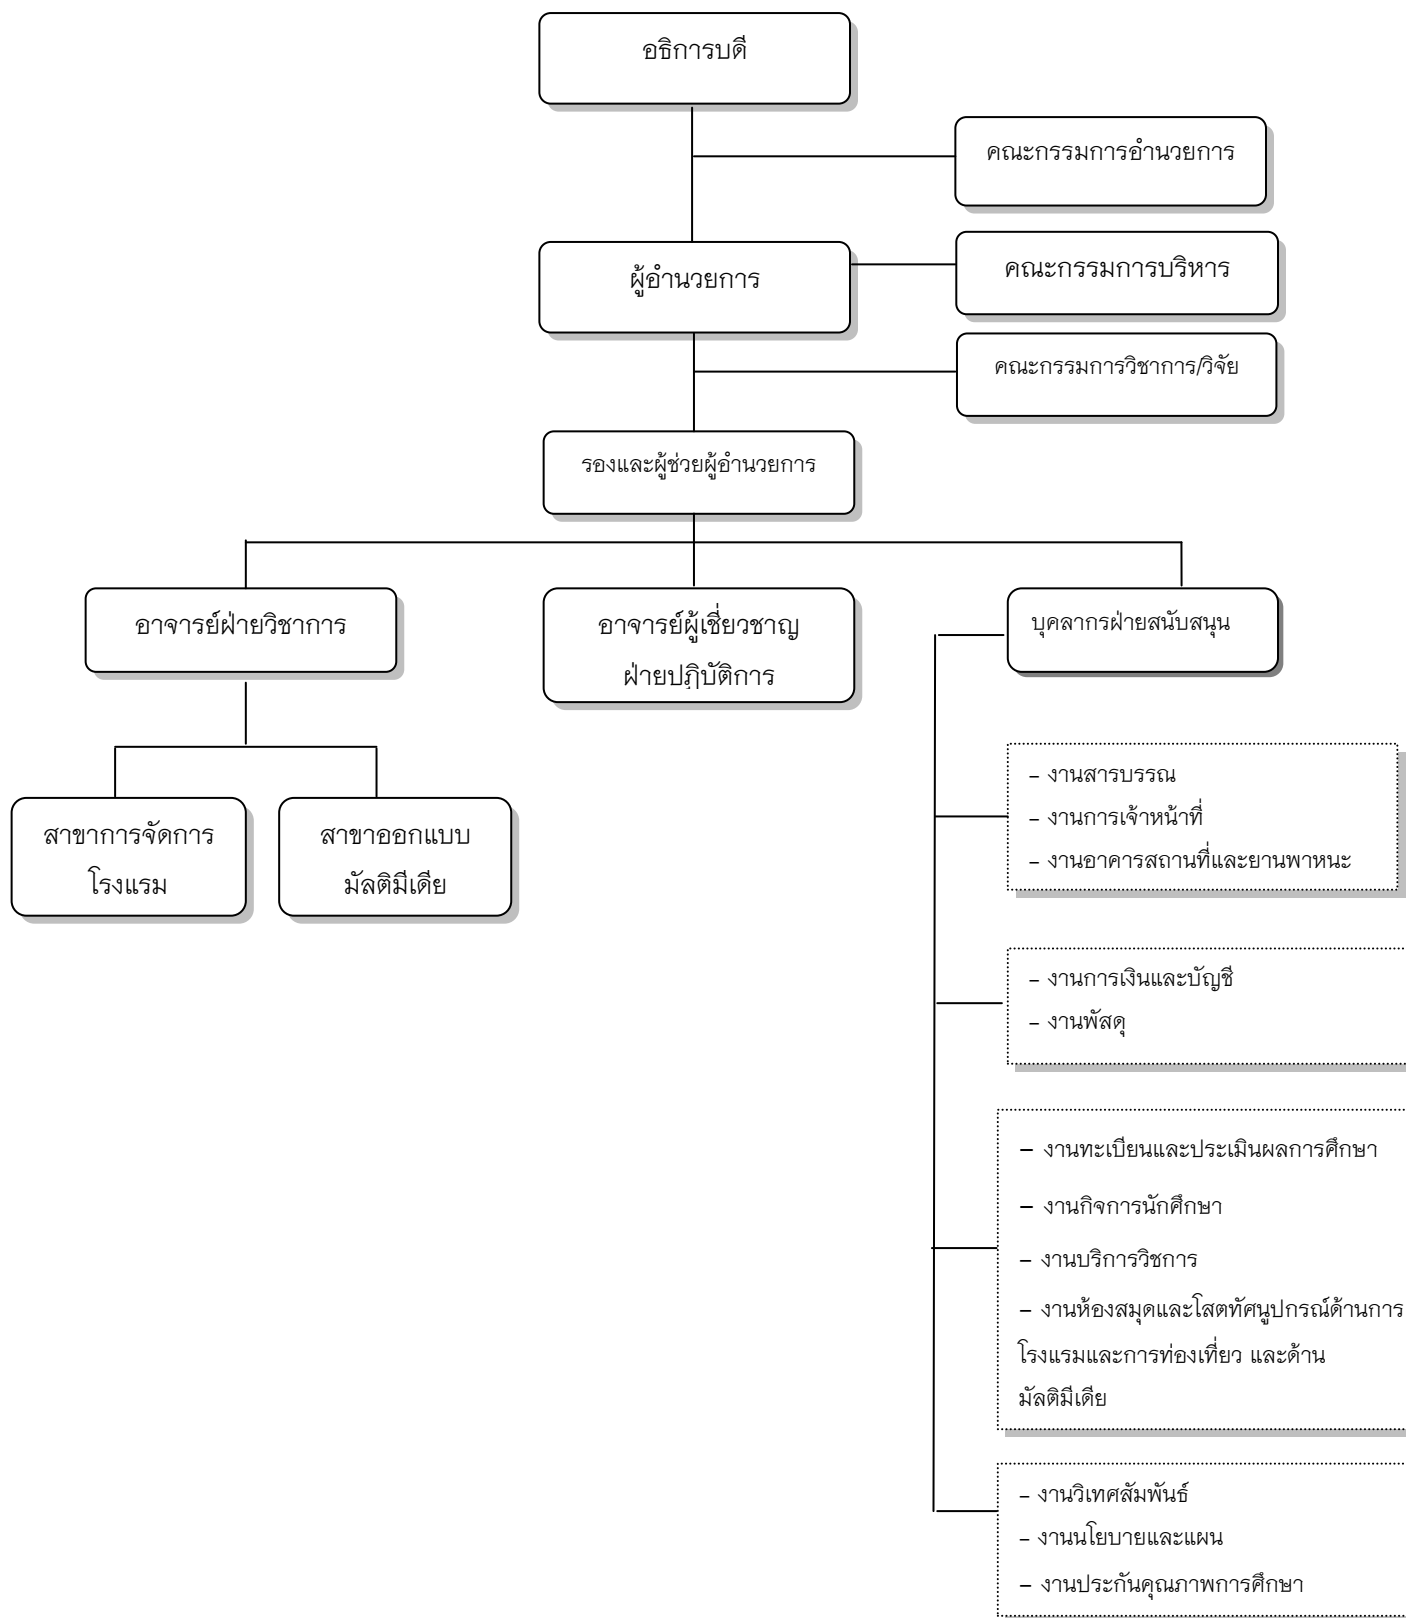 อธิการบดี
คณะกรรมการอำนวยการ
ผู้อำนวยการ
คณะกรรมการบริหาร
คณะกรรมการวิชาการ/วิจัย
รองและผู้ช่วยผู้อำนวยการ
อาจารย์ฝ่ายวิชาการ
อาจารย์ผู้เชี่ยวชาญ
ฝ่ายปฏิบัติการ
บุคลากรฝ่ายสนับสนุน
สาขาการจัดการ
โรงแรม
สาขาออกแบบ
มัลติมีเดีย
- งานสารบรรณ
- งานการเจ้าหน้าที่
- งานอาคารสถานที่และยานพาหนะ
- งานการเงินและบัญชี
- งานพัสดุ
- งานทะเบียนและประเมินผลการศึกษา
- งานกิจการนักศึกษา
- งานบริการวิชการ
- งานห้องสมุดและโสตทัศนูปกรณ์ด้านการ
โรงแรมและการท่องเที่ยว และด้าน
มัลติมีเดีย
- งานวิเทศสัมพันธ์
- งานนโยบายและแผน
- งานประกันคุณภาพการศึกษา